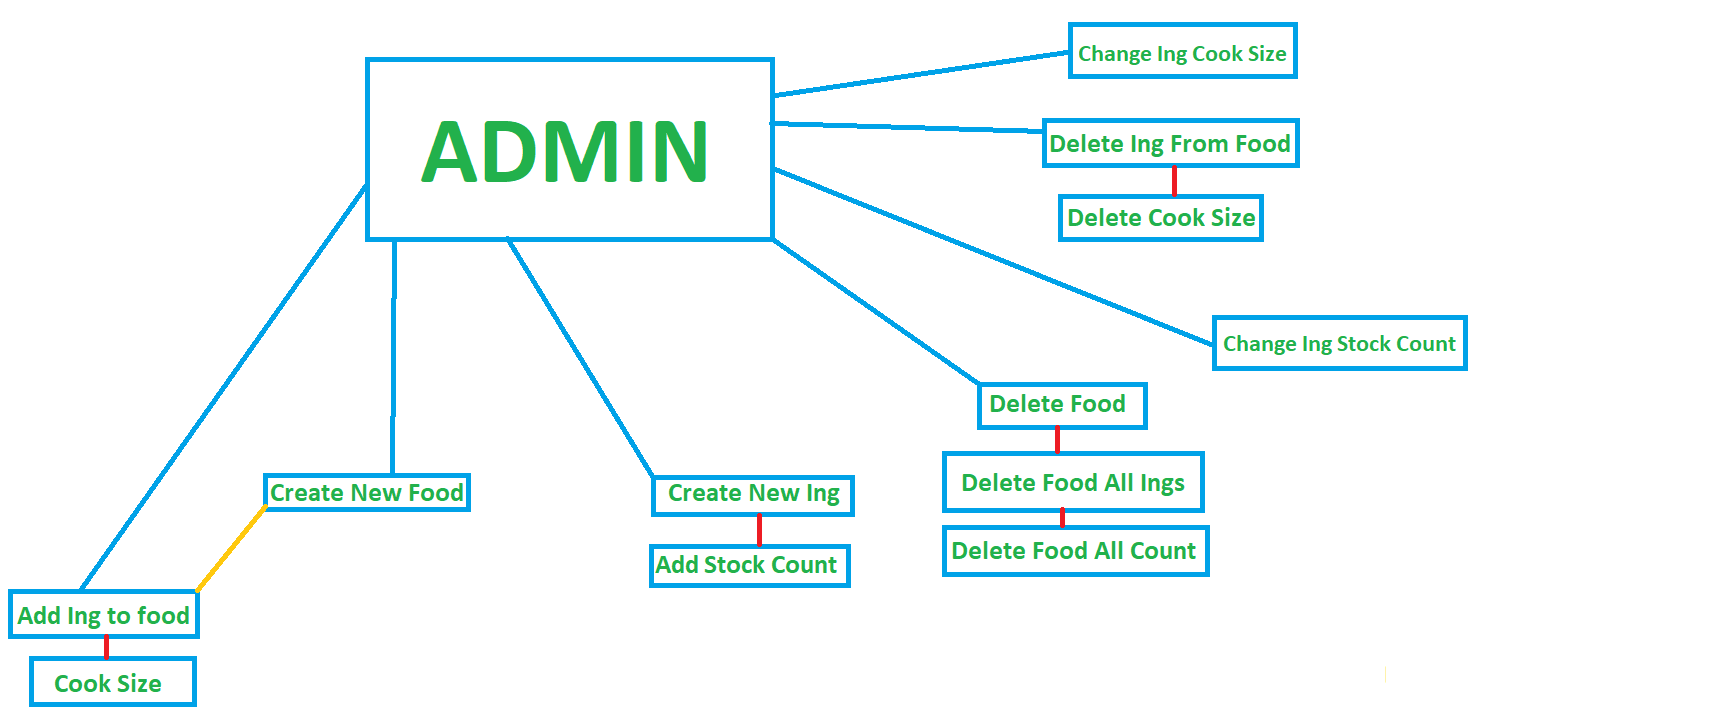 Change Ing Cook Size
ADMIN
Delete Ing From Food
Delete Cook Size
Change Ing Stock Count
Delete Food
Delete Food All Ings
Delete Food All Count
Create New Food
Create New Ing
Add Stock Count
Add Ing to food
Cook Size